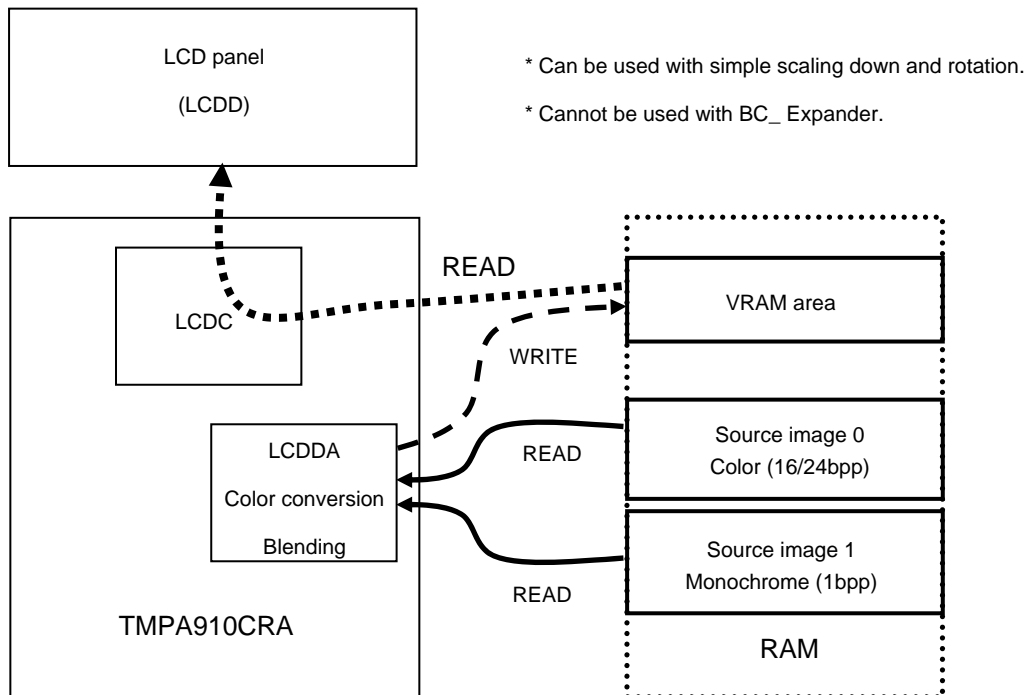 LCD panel
(LCDD)
* Can be used with simple scaling down and rotation.
* Cannot be used with BC_ Expander.
READ
LCDC
VRAM area
WRITE
LCDDA
Color conversion
Blending
READ
Source image 0
Color (16/24bpp)
Source image 1
Monochrome (1bpp)
READ
TMPA910CRA
RAM